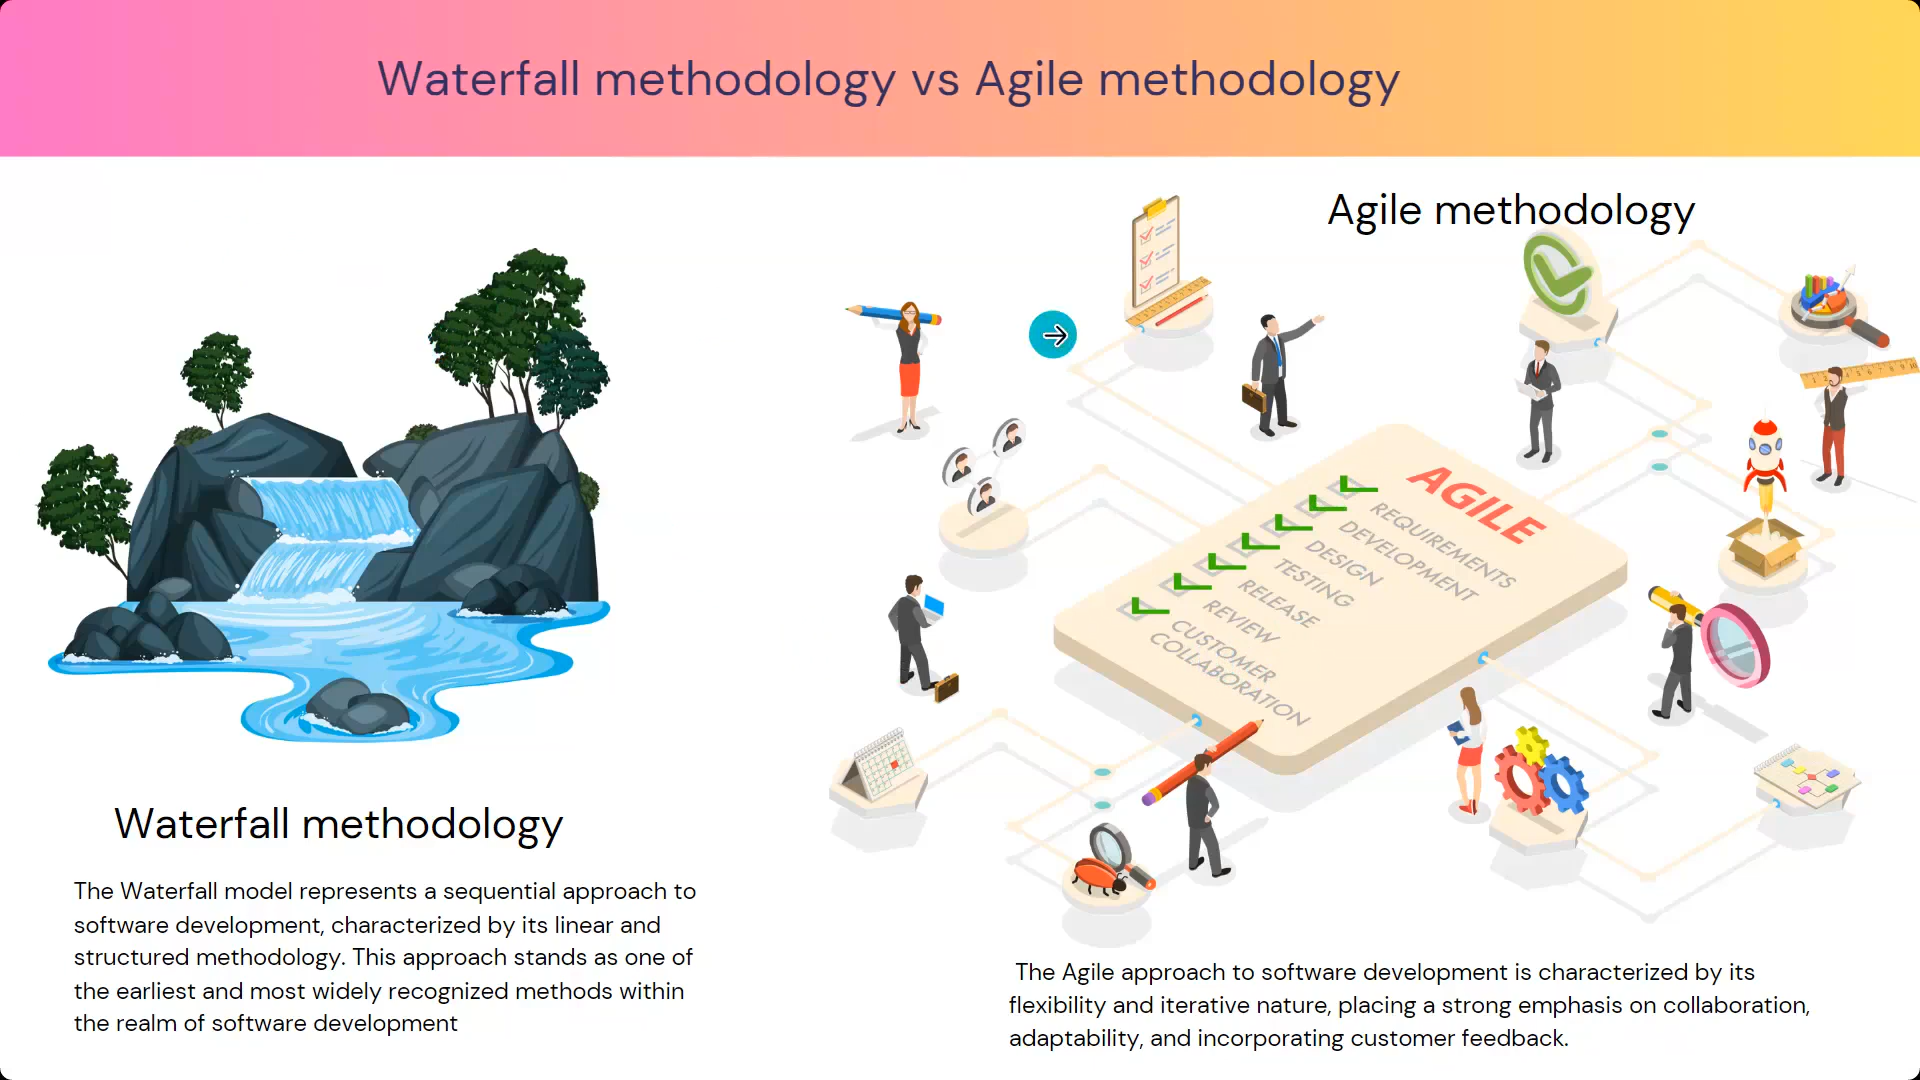 Waterfall methodology vs Agile methodology
Agile methodology
AGILE
REQUIREMENTS
DEVELOPMENT
DESIGN
TESTING
RELEASE
REVIEW
CUSTOMER
COLLABORATION
Waterfall methodology
The Waterfall model represents a sequential approach to
software development, characterized by its linear and
structured methodology. This approach stands as one of
the earliest and most widely recognized methods within
the realm of software development
The Agile approach to software development is characterized by its
flexibility and iterative nature, placing a strong emphasis on collaboration,
adaptability, and incorporating customer feedback.